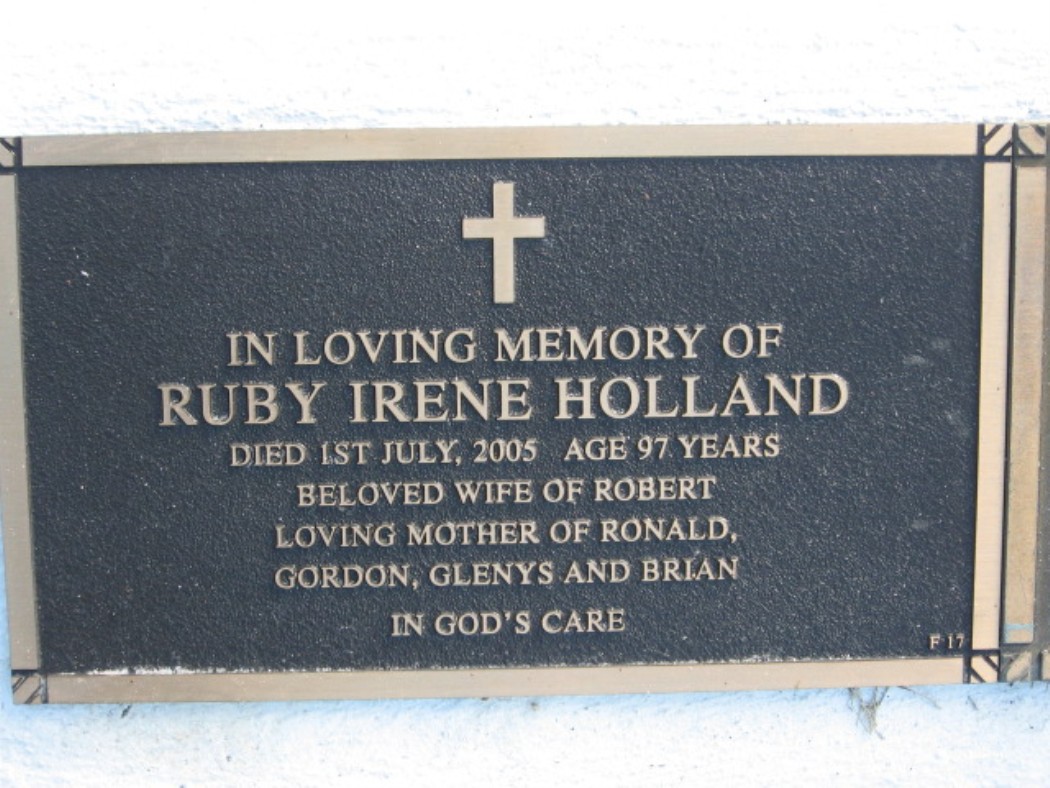 IN LOVING MEMORY OF
RUBY IRENE HOLLAND
DIED 1ST JULY, 2005 AGE 97 YEARS
BELOVED WIFE OF ROBERT
LOVING MOTHER OF RONALD,
GORDON, GLENYS AND BRIAN
IN GOD'S CARE
F 17